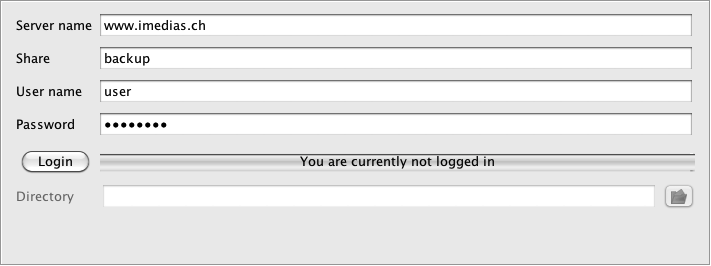 Server name www.imedias.ch
Share backup
User name user
Password ••••••••
Login You are currently not logged in
Directory